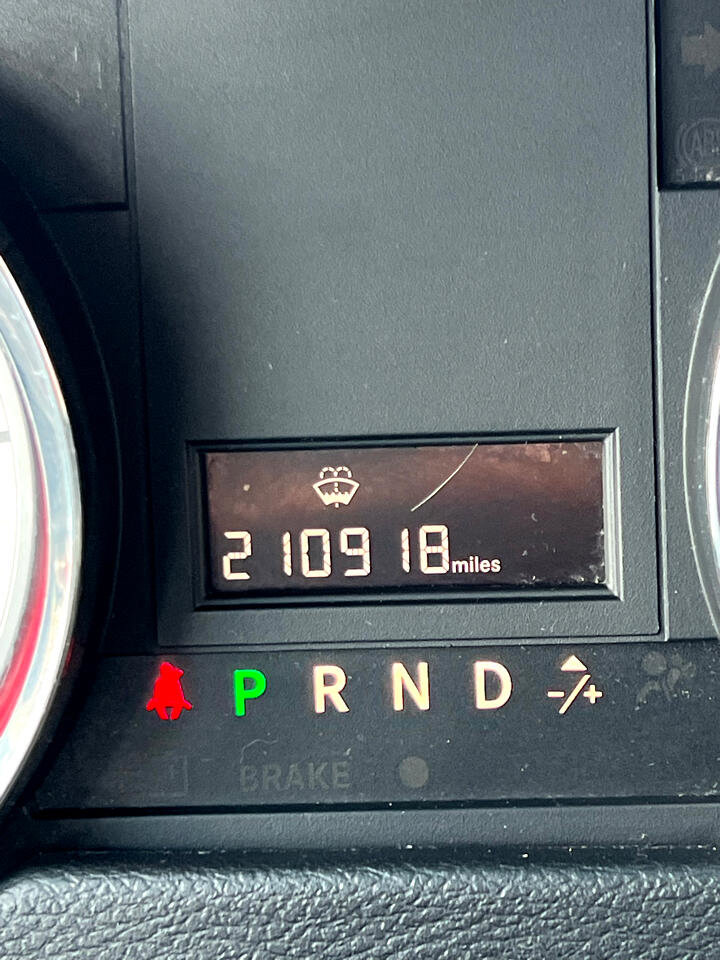 210918miles
P R N D -/+
BRAKE